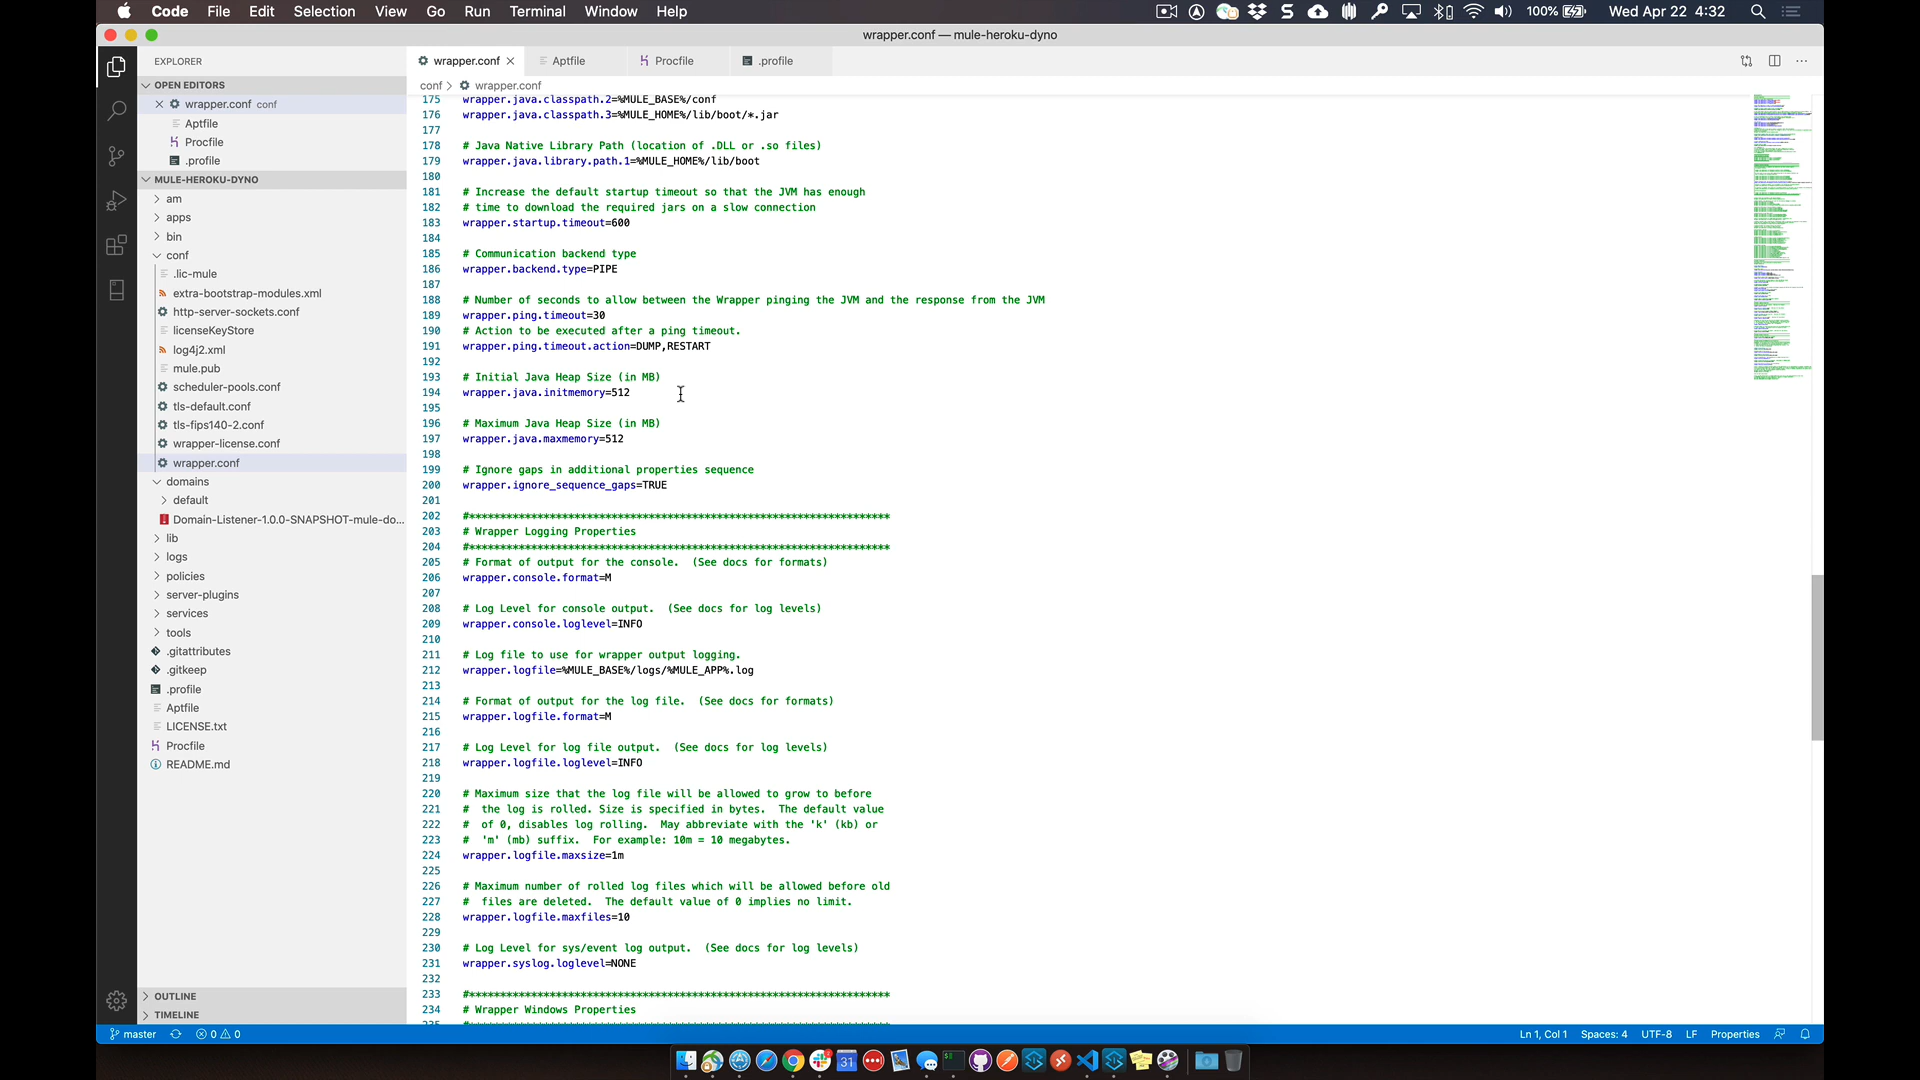 Code File Edit Selection View Go Run Terminal Window Help 100% Wed Apr 22 4:32
wrapper.conf — mule-heroku-dyno
EXPLORER
wrapper.conf Aptfile Procfile .profile
OPEN EDITORS
conf > wrapper.conf
wrapper.conf conf
Aptfile
Procfile
.profile
MULE-HEROKU-DYNO
am
apps
bin
conf
.lic-mule
extra-bootstrap-modules.xml
http-server-sockets.conf
licenseKeyStore
log4j2.xml
mule.pub
scheduler-pools.conf
tls-default.conf
tls-fips140-2.conf
wrapper-license.conf
wrapper.conf
domains
default
Domain-Listener-1.0.0-SNAPSHOT-mule-do...
lib
logs
policies
server-plugins
services
tools
.gitattributes
.gitkeep
.profile
Aptfile
LICENSE.txt
Procfile
README.md
OUTLINE
TIMELINE
175 wrapper.java.classpath.2=%MULE_BASE%/conf
176 wrapper.java.classpath.3=%MULE_HOME%/lib/boot/*.jar
177
178 # Java Native Library Path (location of .DLL or .so files)
179 wrapper.java.library.path.1=%MULE_HOME%/lib/boot
180
181 # Increase the default startup timeout so that the JVM has enough
182 # time to download the required jars on a slow connection
183 wrapper.startup.timeout=600
184
185 # Communication backend type
186 wrapper.backend.type=PIPE
187
188 # Number of seconds to allow between the Wrapper pinging the JVM and the response from the JVM
189 wrapper.ping.timeout=30
190 # Action to be executed after a ping timeout.
191 wrapper.ping.timeout.action=DUMP,RESTART
192
193 # Initial Java Heap Size (in MB)
194 wrapper.java.initmemory=512
195
196 # Maximum Java Heap Size (in MB)
197 wrapper.java.maxmemory=512
198
199 # Ignore gaps in additional properties sequence
200 wrapper.ignore_sequence_gaps=TRUE
201
202 #********************************************************************
203 # Wrapper Logging Properties
204 #********************************************************************
205 # Format of output for the console.  (See docs for formats)
206 wrapper.console.format=M
207
208 # Log Level for console output.  (See docs for log levels)
209 wrapper.console.loglevel=INFO
210
211 # Log file to use for wrapper output logging.
212 wrapper.logfile=%MULE_BASE%/logs/%MULE_APP%.log
213
214 # Format of output for the log file.  (See docs for formats)
215 wrapper.logfile.format=M
216
217 # Log Level for log file output.  (See docs for log levels)
218 wrapper.logfile.loglevel=INFO
219
220 # Maximum size that the log file will be allowed to grow to before
221 #  the log is rolled. Size is specified in bytes.  The default value
222 #  of 0, disables log rolling.  May abbreviate with the 'k' (kb) or
223 #  'm' (mb) suffix.  For example: 10m = 10 megabytes.
224 wrapper.logfile.maxsize=1m
225
226 # Maximum number of rolled log files which will be allowed before old
227 #  files are deleted.  The default value of 0 implies no limit.
228 wrapper.logfile.maxfiles=10
229
230 # Log Level for sys/event log output.  (See docs for log levels)
231 wrapper.syslog.loglevel=NONE
232
233 #********************************************************************
234 # Wrapper Windows Properties
master 0 0 Ln 1, Col 1 Spaces: 4 UTF-8 LF Properties
31